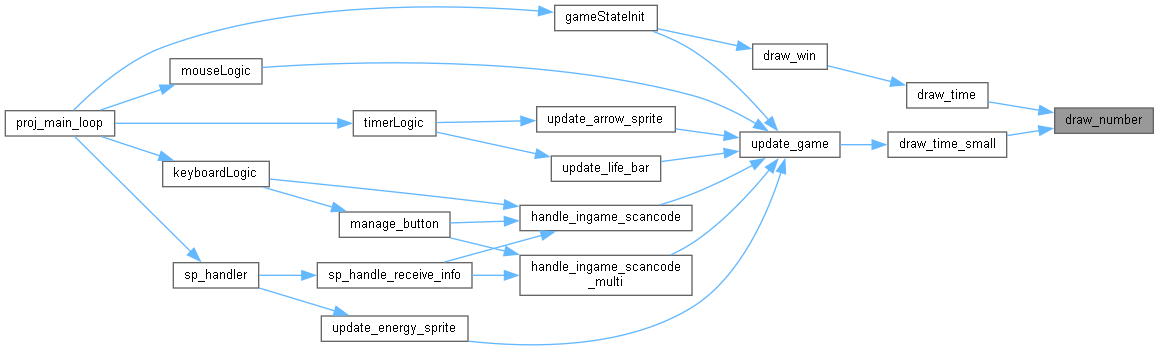 gameStateInit
draw_win
mouseLogic
draw_time
proj_main_loop
timerLogic
update_arrow_sprite
draw_number
update_game
draw_time_small
update_life_bar
keyboardLogic
manage_button
handle_ingame_scancode
sp_handler
sp_handle_receive_info
handle_ingame_scancode
_multi
update_energy_sprite